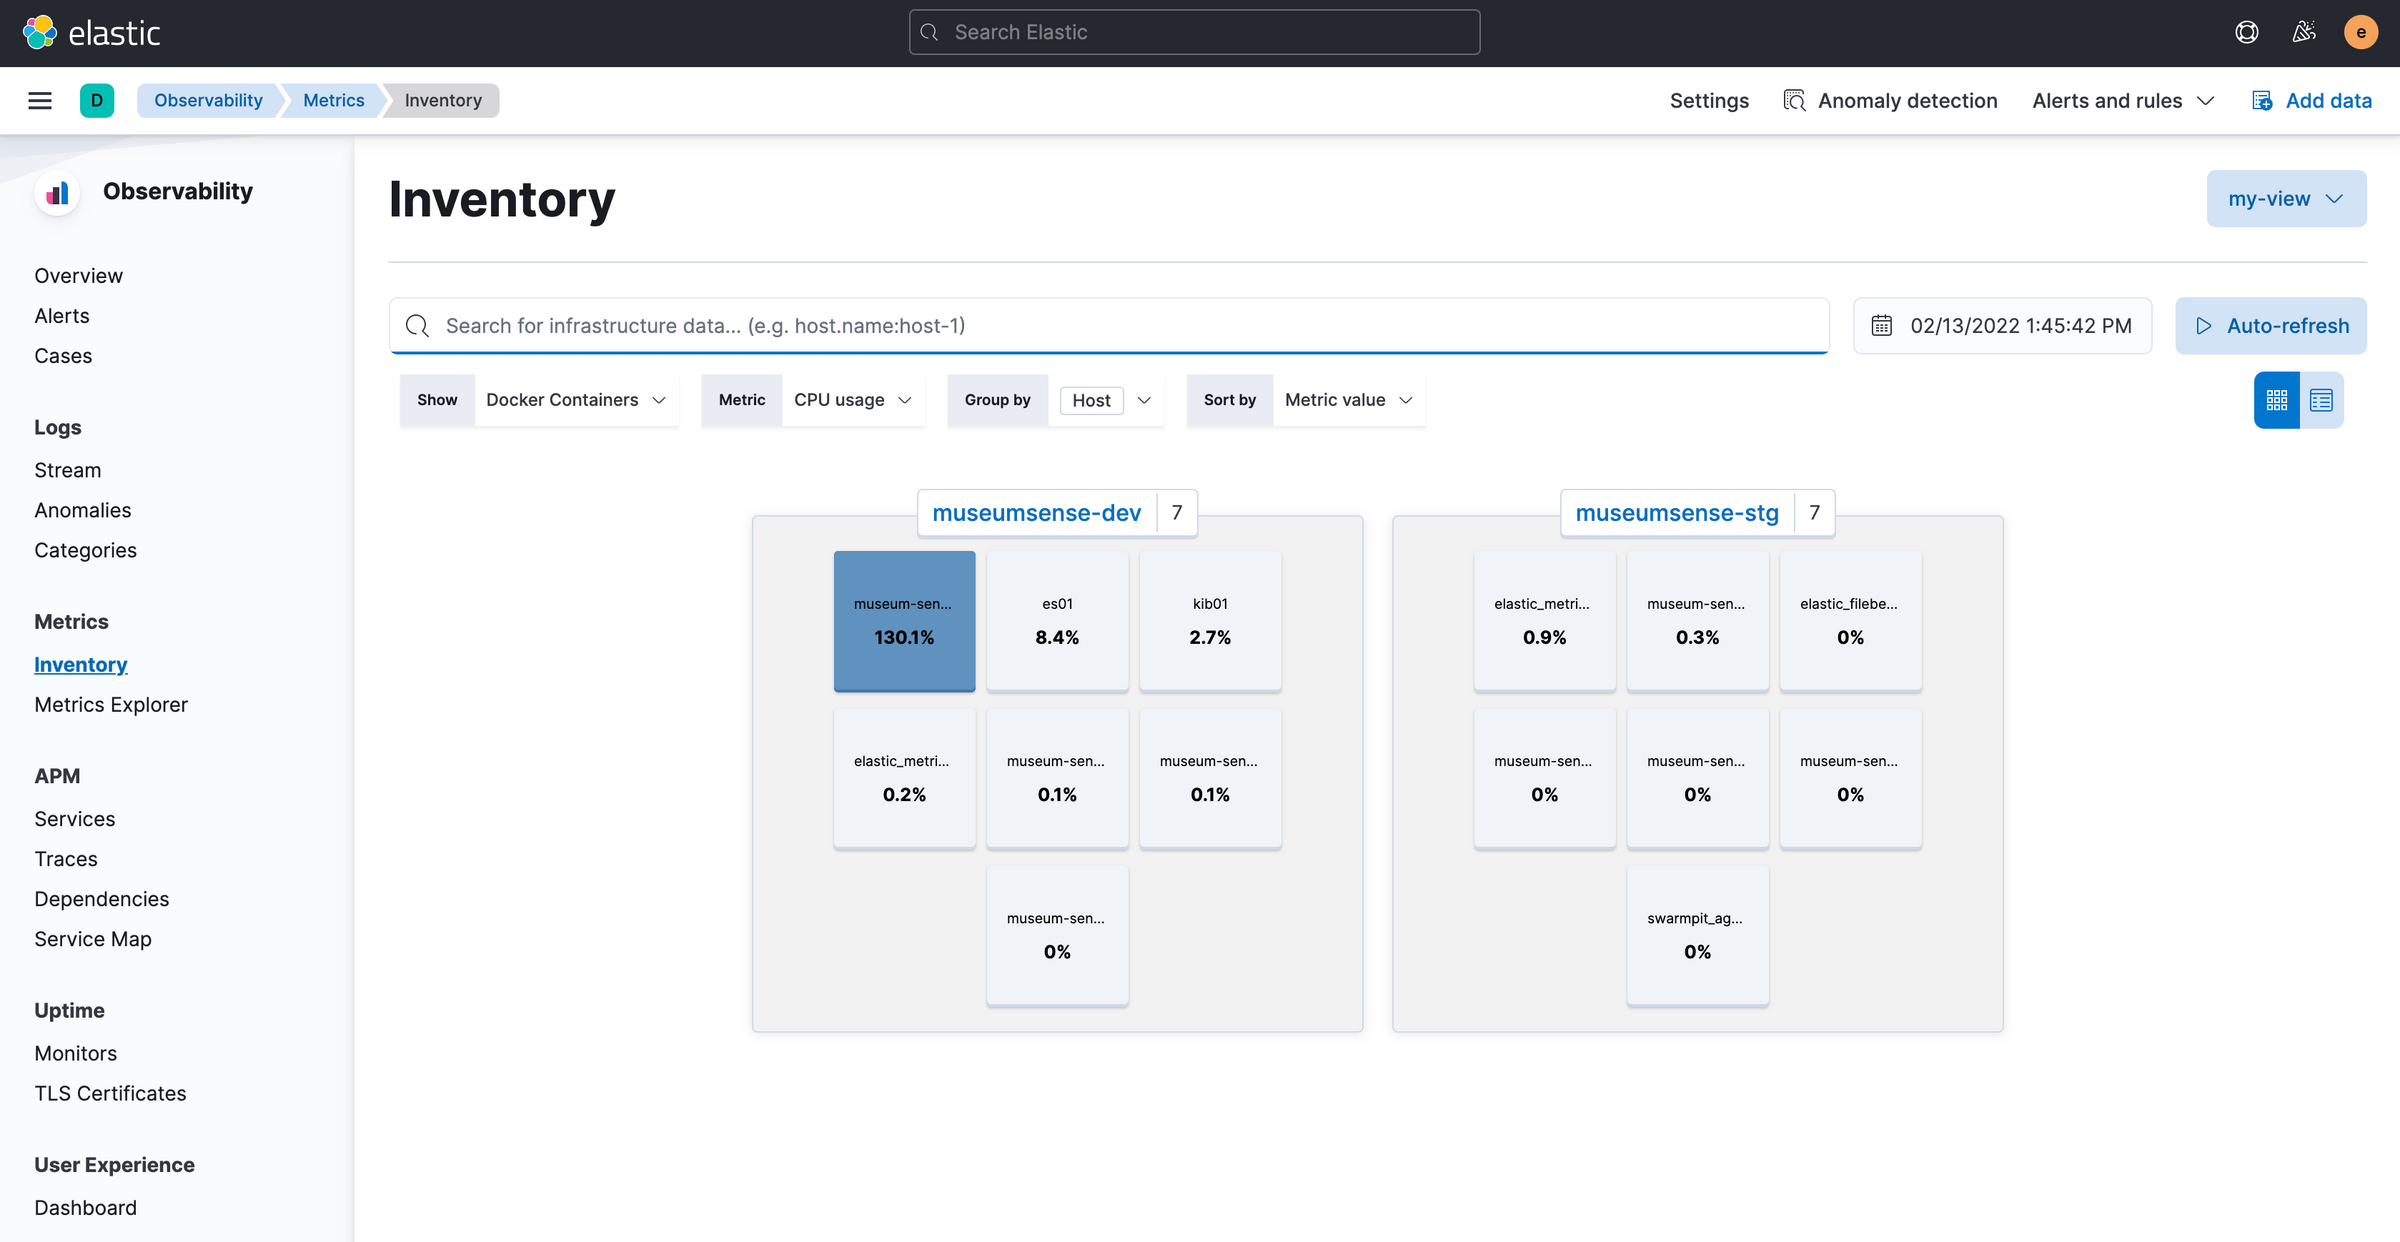 elastic
Search Elastic
e
D
Observability
Metrics
Inventory
Settings
Anomaly detection
Alerts and rules
Add data
Observability
Overview
Alerts
Cases
Logs
Stream
Anomalies
Categories
Metrics
Inventory
Metrics Explorer
APM
Services
Traces
Dependencies
Service Map
Uptime
Monitors
TLS Certificates
User Experience
Dashboard
Inventory
my-view
Search for infrastructure data... (e.g. host.name:host-1)
02/13/2022 1:45:42 PM
Auto-refresh
Show
Docker Containers
Metric
CPU usage
Group by
Host
Sort by
Metric value
museumsense-dev
7
museum-sen...
130.1%
es01
8.4%
kib01
2.7%
elastic_metri...
0.2%
museum-sen...
0.1%
museum-sen...
0.1%
museum-sen...
0%
museumsense-stg
7
elastic_metri...
0.9%
museum-sen...
0.3%
elastic_filebe...
0%
museum-sen...
0%
museum-sen...
0%
museum-sen...
0%
swarmpit_ag...
0%